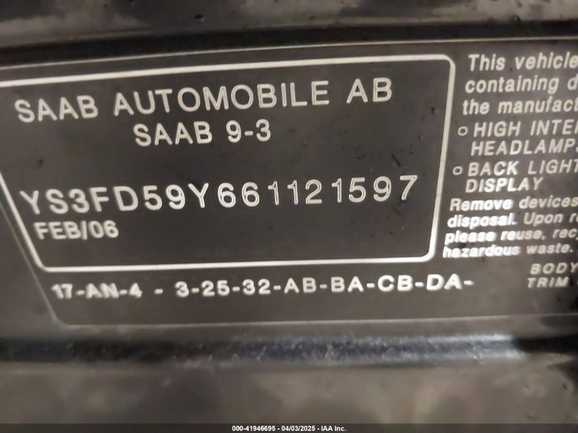 SAAB AUTOMOBILE AB
SAAB 9-3
YS3FD59Y661121597
FEB/06
17-AN-4 - 3-25-32-AB-BA-CB-DA-
This vehicle
containing d
the manufact
HIGH INTE
HEADLAMPS
BACK LIGHT
DISPLAY
Remove devices
disposal. Upon r
please reuse, rec
hazardous waste.
BODY
TRIM
000-41946695 - 04/03/2025 - IAA Inc.